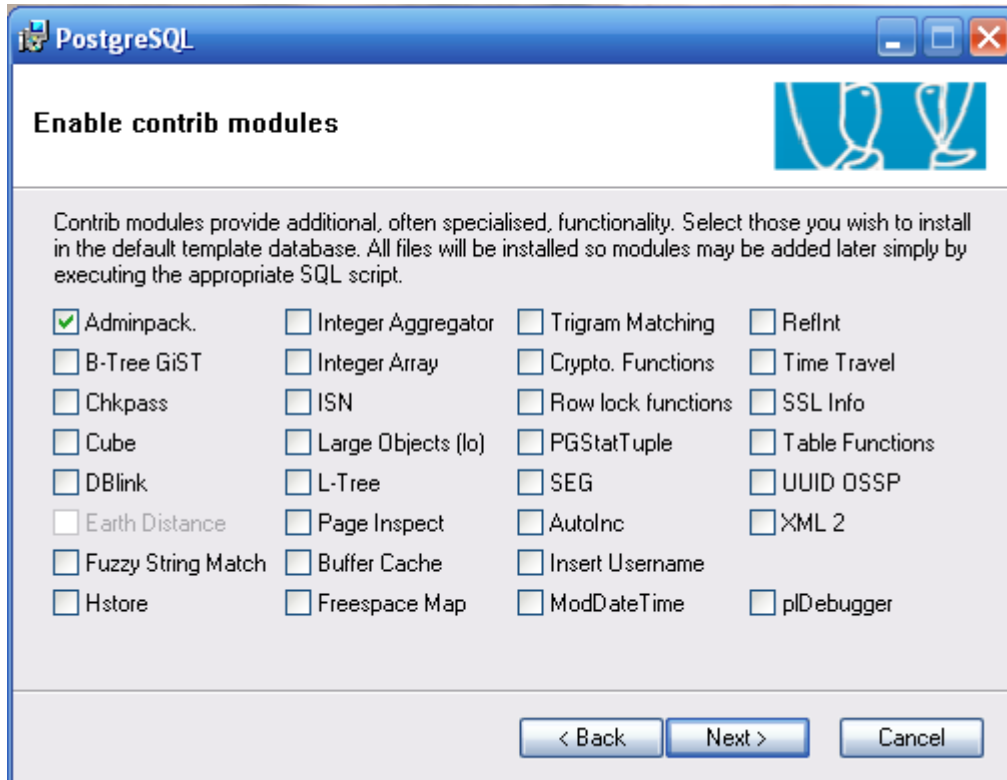 PostgreSQL
Enable contrib modules
Contrib modules provide additional, often specialised, functionality. Select those you wish to install
in the default template database. All files will be installed so modules may be added later simply by
executing the appropriate SQL script.
Adminpack. Integer Aggregator Trigram Matching RefInt
B-Tree GiST Integer Array Crypto. Functions Time Travel
Chkpass ISN Row lock functions SSL Info
Cube Large Objects (lo) PGStatTuple Table Functions
DBlink L-Tree SEG UUID OSSP
Earth Distance Page Inspect AutoInc XML 2
Fuzzy String Match Buffer Cache Insert Username
Hstore Freespace Map ModDateTime plDebugger
< Back Next > Cancel